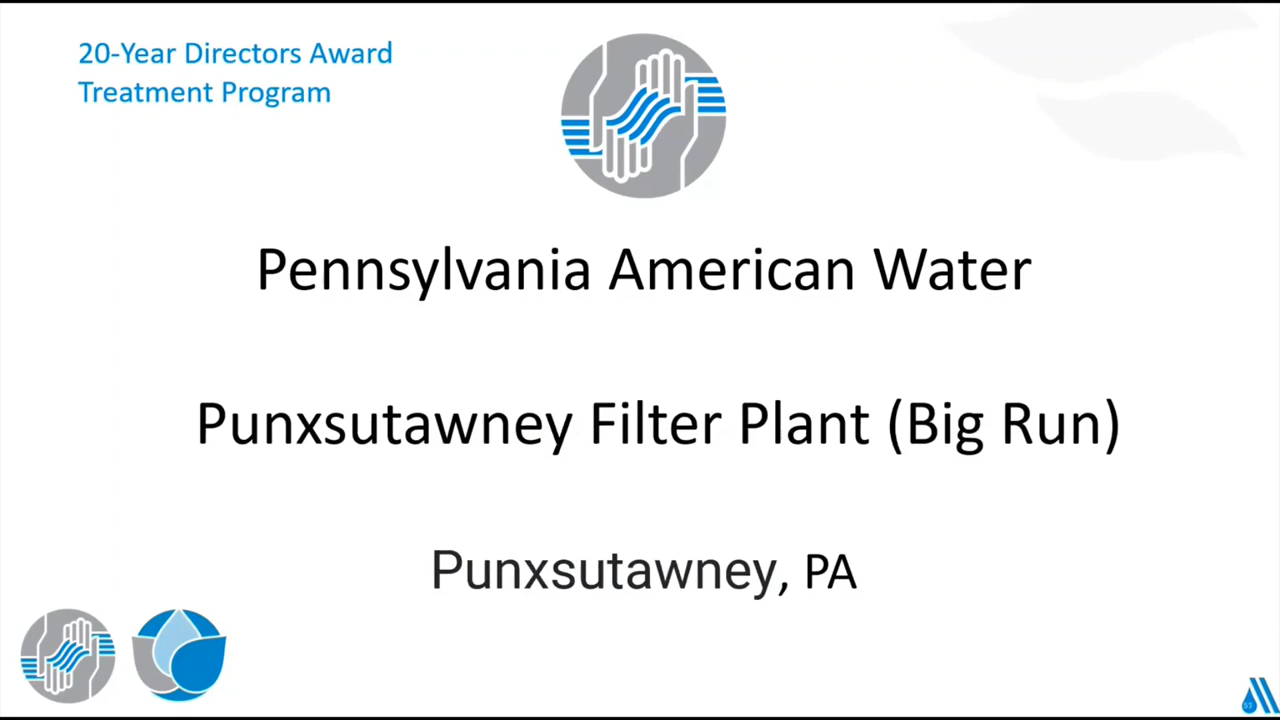 20-Year Directors Award
Treatment Program
Pennsylvania American Water
Punxsutawney Filter Plant (Big Run)
Punxsutawney, PA